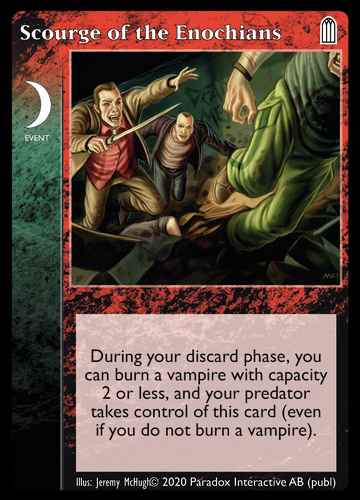 Scourge of the Enochians
EVENT
During your discard phase, you
can burn a vampire with capacity
2 or less, and your predator
takes control of this card (even
if you do not burn a vampire).
Illus: Jeremy McHugh© 2020 Paradox Interactive AB (publ)